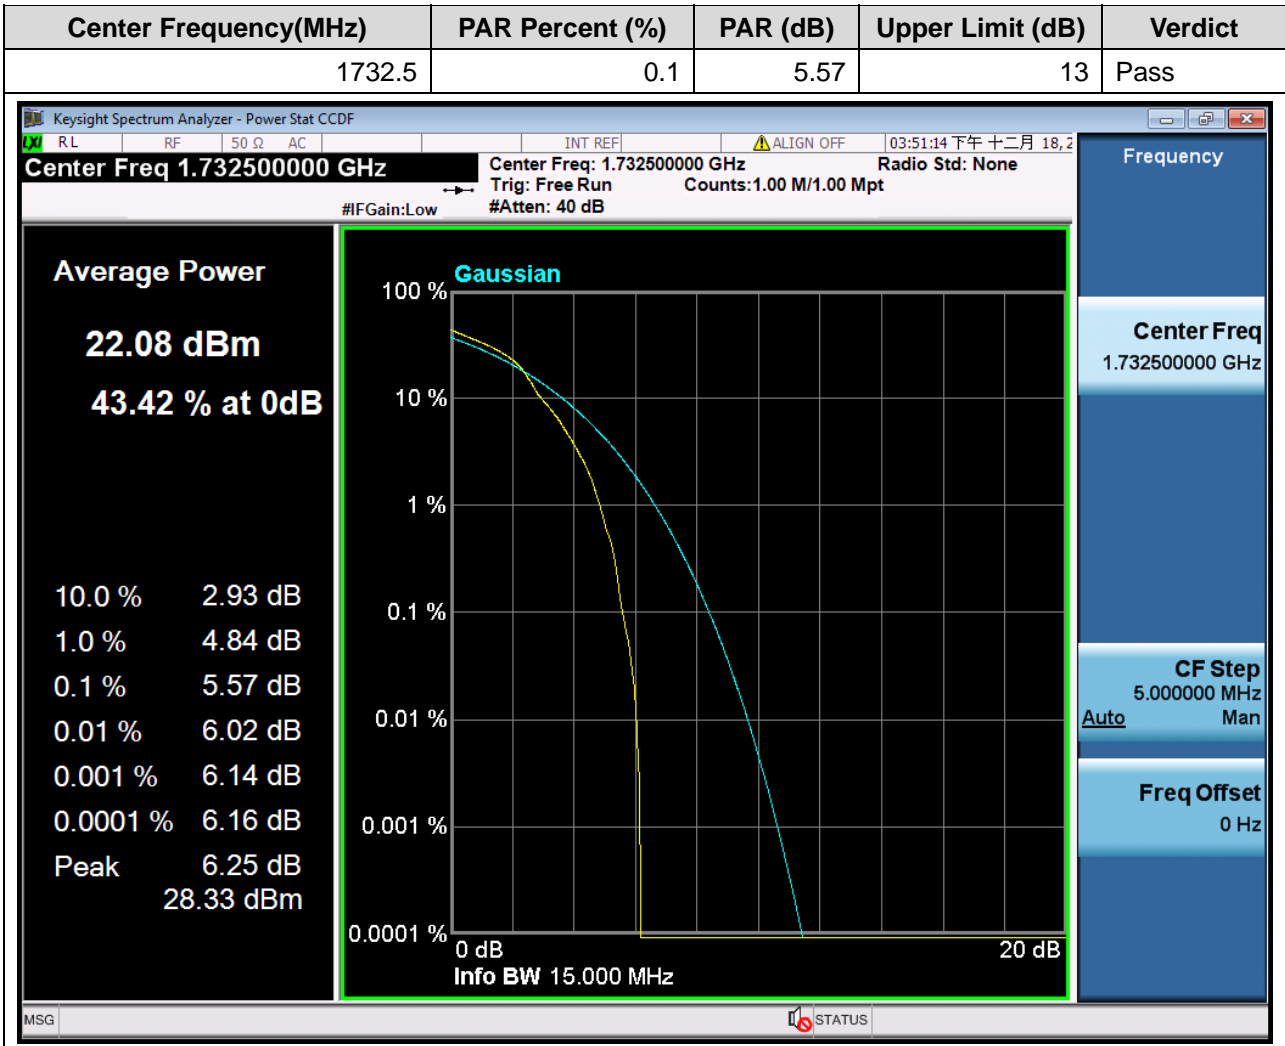 Center Frequency(MHz) PAR Percent (%) PAR (dB) Upper Limit (dB) Verdict
1732.5 0.1 5.57 13 Pass
Keysight Spectrum Analyzer - Power Stat CCDF
LXI RL RF 50 Ω AC INT REF ALIGN OFF 03:51:14 下午 十二月 18, 2
Center Freq 1.732500000 GHz
Center Freq: 1.732500000 GHz Radio Std: None
Trig: Free Run Counts:1.00 M/1.00 Mpt
#IFGain:Low #Atten: 40 dB
Average Power
22.08 dBm
43.42 % at 0dB
10.0 % 2.93 dB
1.0 % 4.84 dB
0.1 % 5.57 dB
0.01 % 6.02 dB
0.001 % 6.14 dB
0.0001 % 6.16 dB
Peak 6.25 dB
28.33 dBm
Gaussian
100 %
10 %
1 %
0.1 %
0.01 %
0.001 %
0.0001 %
0 dB 20 dB
Info BW 15.000 MHz
Frequency
Center Freq
1.732500000 GHz
CF Step
5.000000 MHz
Auto Man
Freq Offset
0 Hz
MSG STATUS